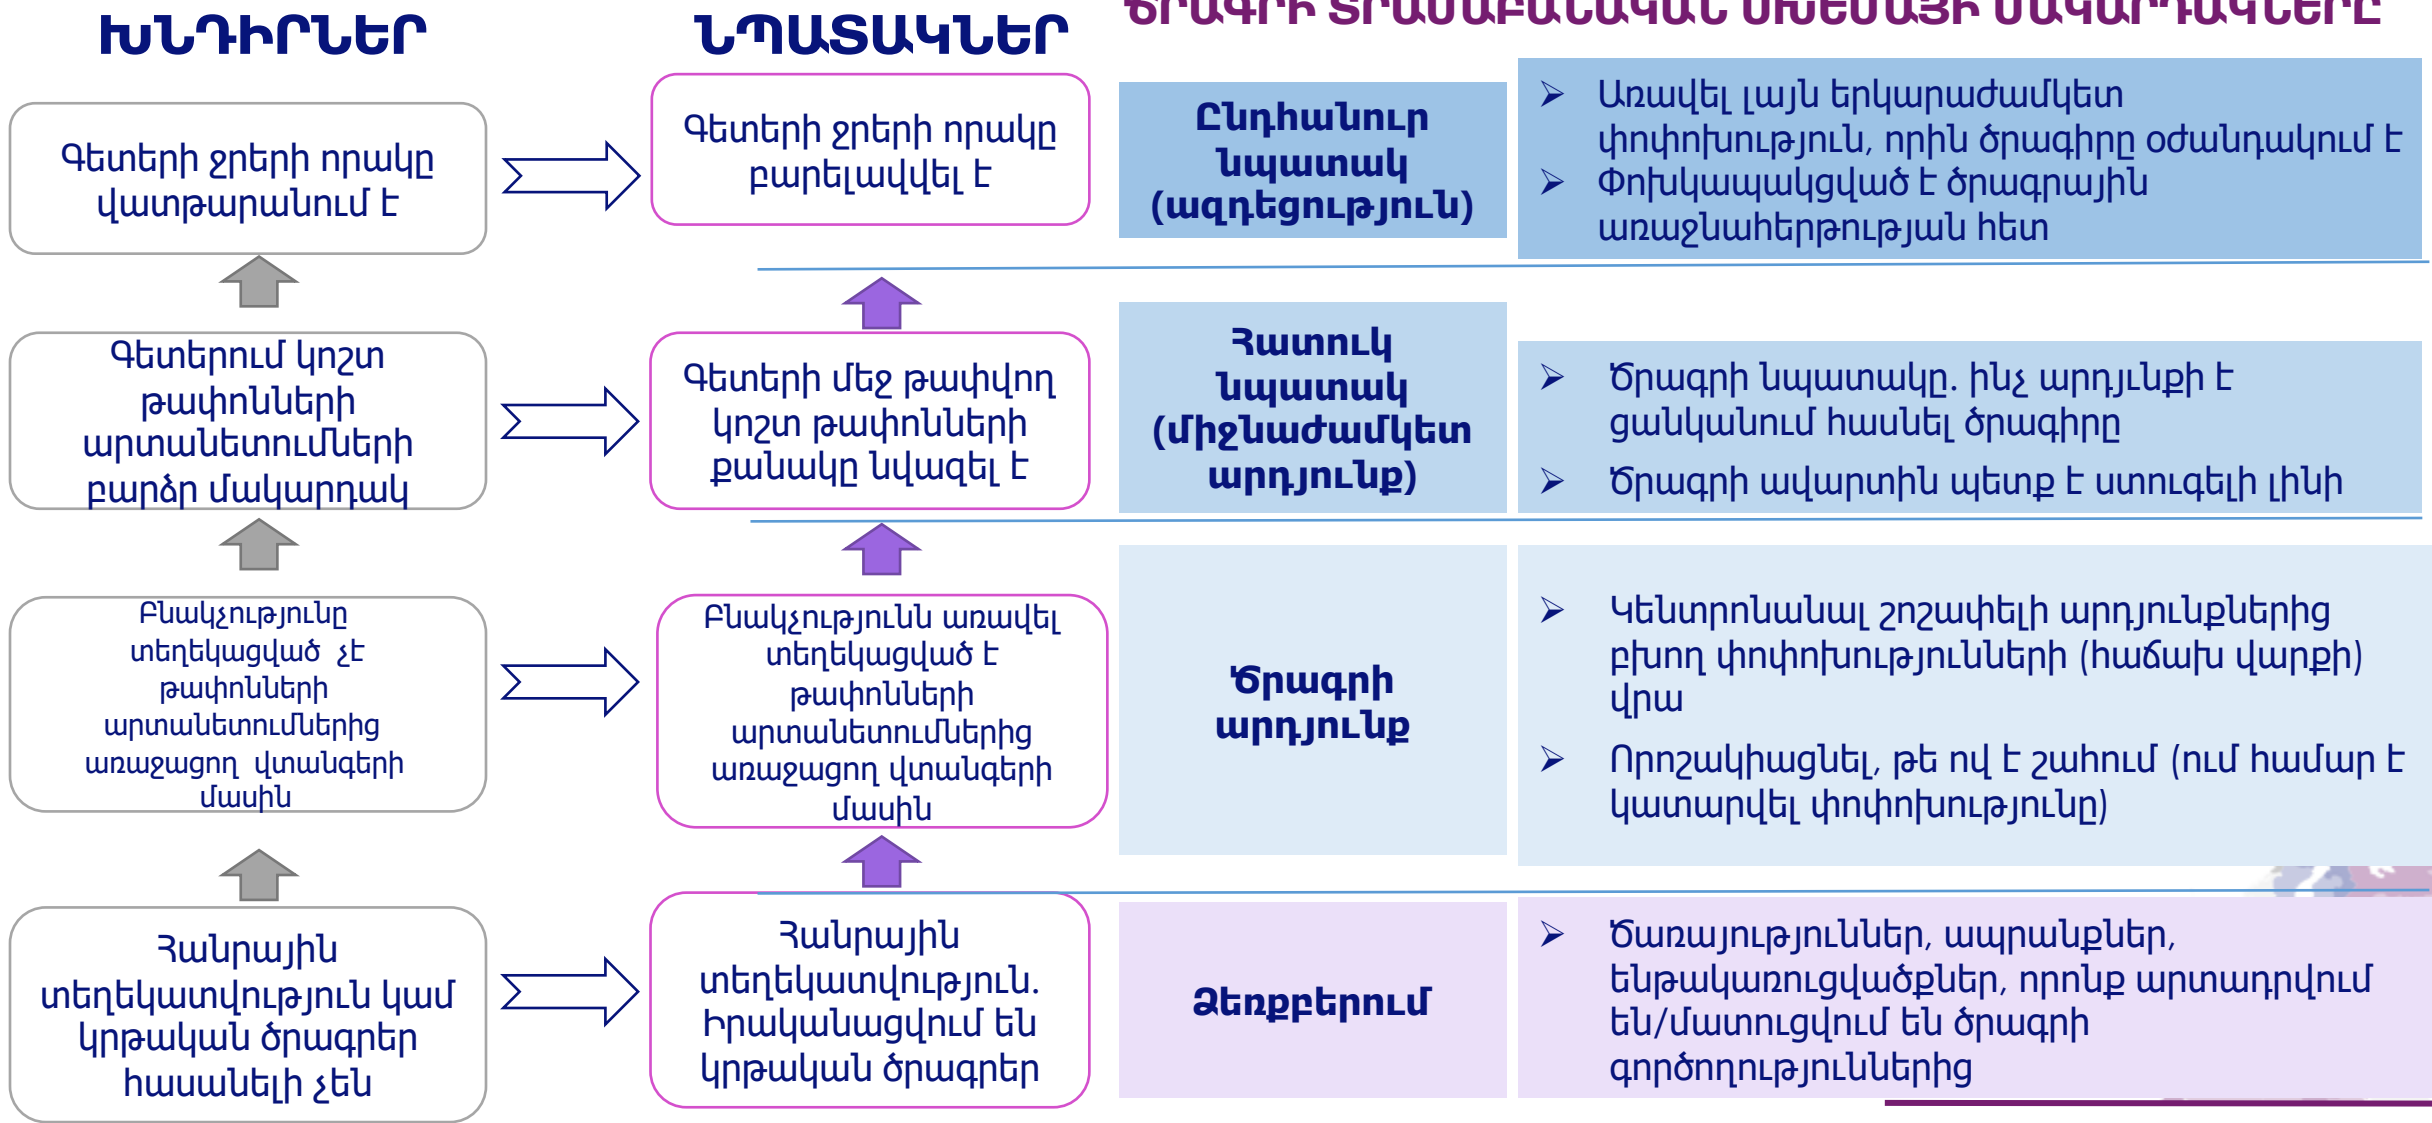 ԽՆԴԻՐՆԵՐ
ՆՊԱՏԱԿՆԵՐ
ԾՐԱԳՐԻ ՏՐԱՄԱԲԱՆԱԿԱՆ ՍԽԵՄԱՅԻ ՄԱԿԱՐԴԱԿՆԵՐԸ
Գետերի ջրերի որակը
վատթարանում է
Գետերի ջրերի որակը
բարելավվել է
Ընդհանուր
նպատակ
(ազդեցություն)
➢ Առավել լայն երկարաժամկետ
փոփոխություն, որին ծրագիրը օժանդակում է
➢ Փոխկապակցված է ծրագրային
առաջնահերթության հետ
Գետերում կոշտ
թափոնների
արտանետումների
բարձր մակարդակ
Գետերի մեջ թափվող
կոշտ թափոնների
քանակը նվազել է
Հատուկ
նպատակ
(միջնաժամկետ
արդյունք)
➢ Ծրագրի նպատակը. ինչ արդյւնքի է
ցանկանում հասնել ծրագիրը
➢ Ծրագրի ավարտին պետք է ստուգելի լինի
Բնակչությունը
տեղեկացված չէ
թափոնների
արտանետումներից
առաջացող վտանգերի
մասին
Բնակչությունն առավել
տեղեկացված է
թափոնների
արտանետումներից
առաջացող վտանգերի
մասին
Ծրագրի
արդյունք
➢ Կենտրոնանալ շոշափելի արդյունքներից
բխող փոփոխությունների (հաճախ վարքի)
վրա
➢ Որոշակիացնել, թե ով է շահում (ում համար է
կատարվել փոփոխությունը)
Հանրային
տեղեկատվություն կամ
կրթական ծրագրեր
հասանելի չեն
Հանրային
տեղեկատվություն.
Իրականացվում են
կրթական ծրագրեր
Ձեռքբերում
➢ Ծառայություններ, ապրանքներ,
ենթակառուցվածքներ, որոնք արտադրվում
են/մատուցվում են ծրագրի
գործողություններից